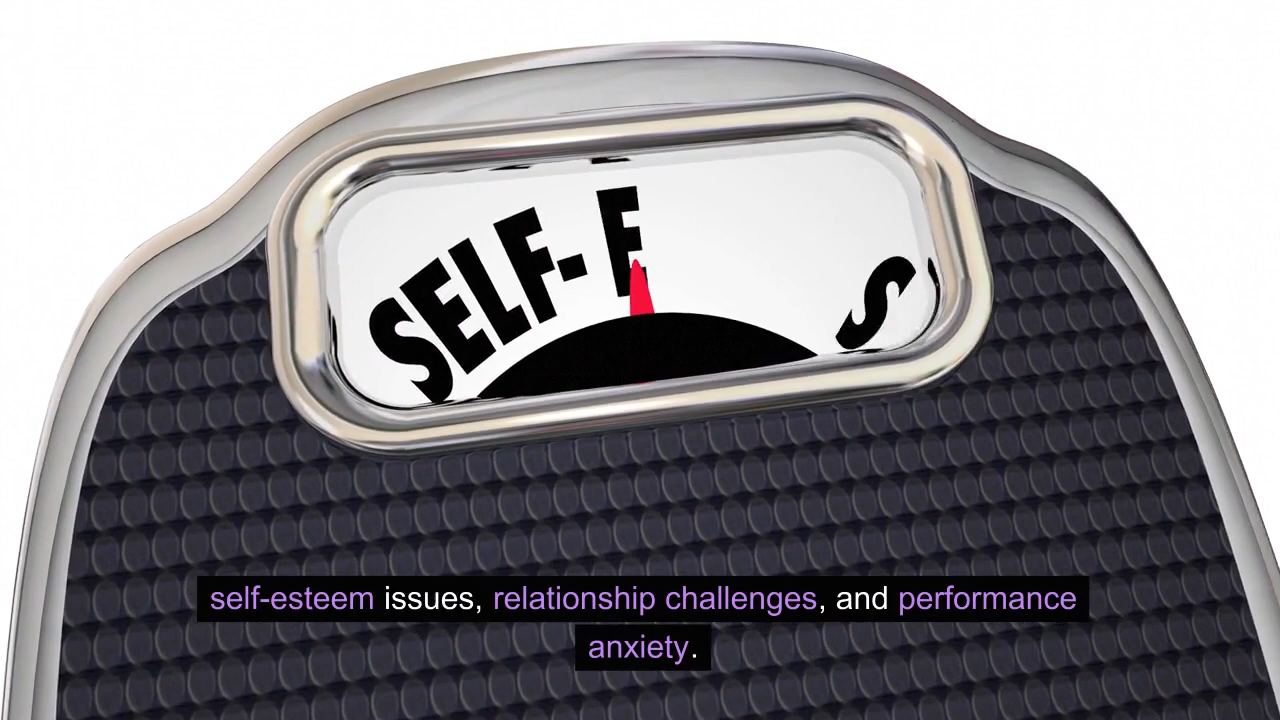 SELF- E
S
self-esteem issues, relationship challenges, and performance
anxiety.